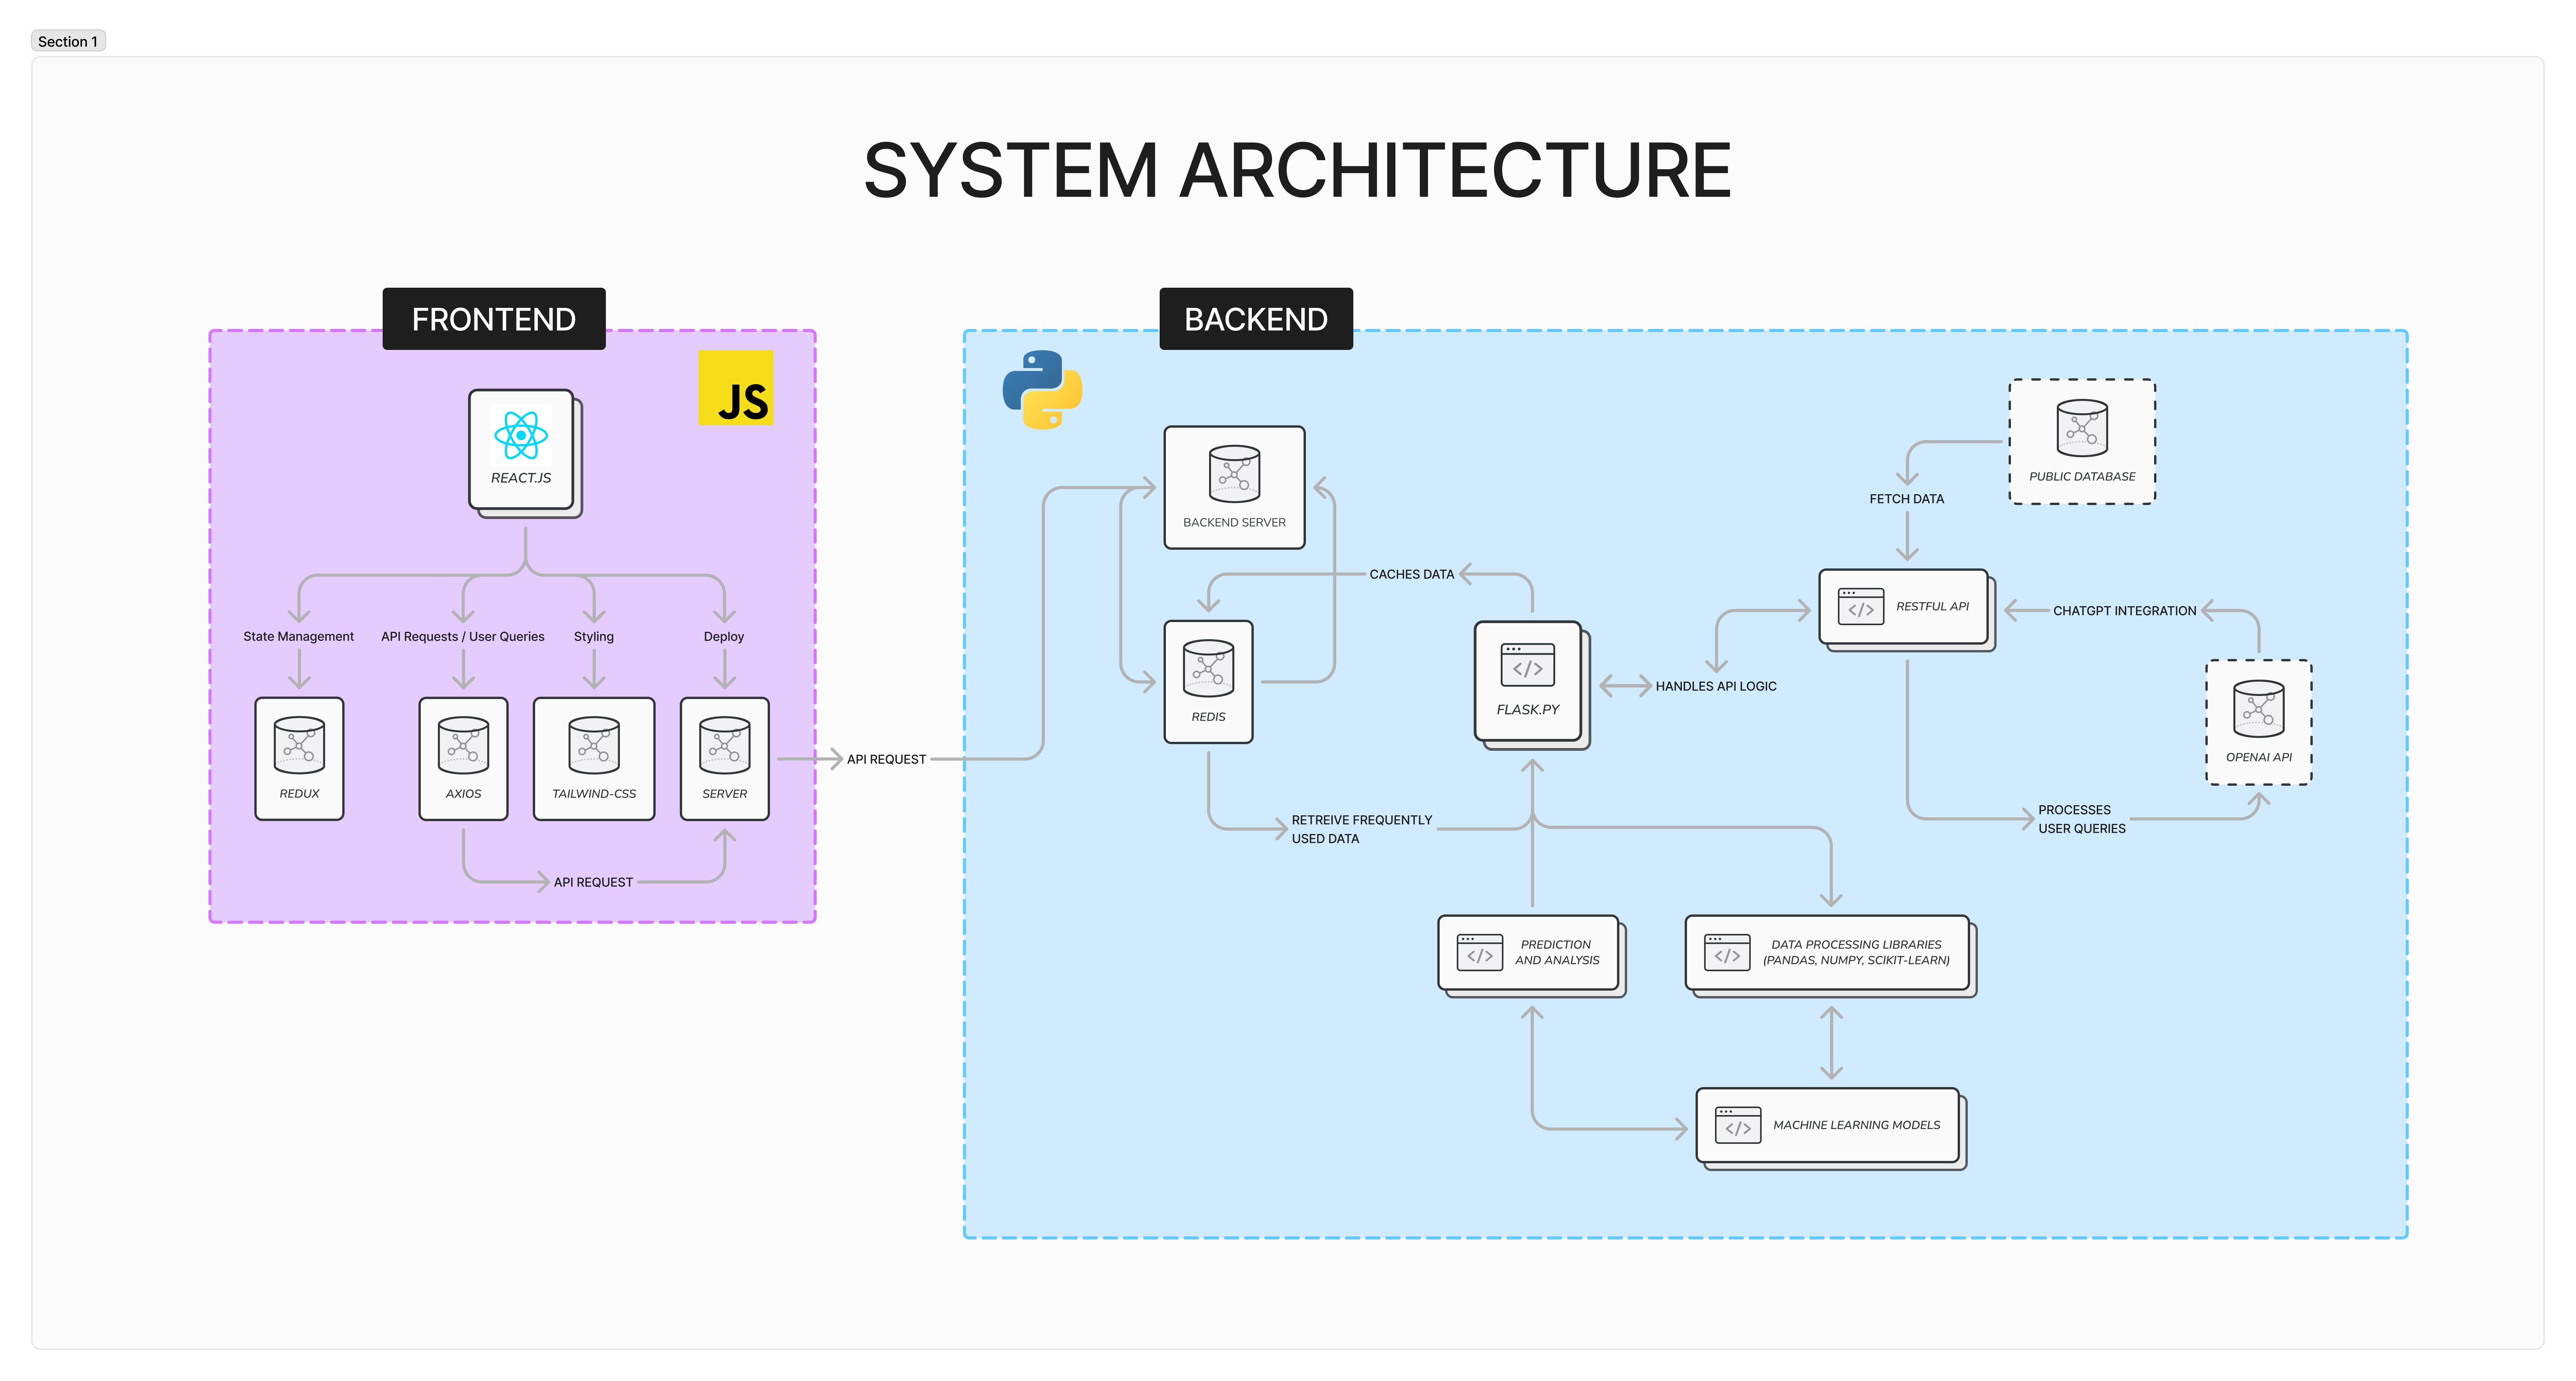 Section 1
SYSTEM ARCHITECTURE
FRONTEND
JS
REACT.JS
State Management
API Requests / User Queries
Styling
Deploy
REDUX
AXIOS
TAILWIND-CSS
SERVER
API REQUEST
API REQUEST
BACKEND
BACKEND SERVER
CACHES DATA
REDIS
RETREIVE FREQUENTLY
USED DATA
FLASK.PY
HANDLES API LOGIC
PUBLIC DATABASE
FETCH DATA
RESTFUL API
CHATGPT INTEGRATION
OPENAI API
PROCESSES
USER QUERIES
PREDICTION
AND ANALYSIS
DATA PROCESSING LIBRARIES
(PANDAS, NUMPY, SCIKIT-LEARN)
MACHINE LEARNING MODELS